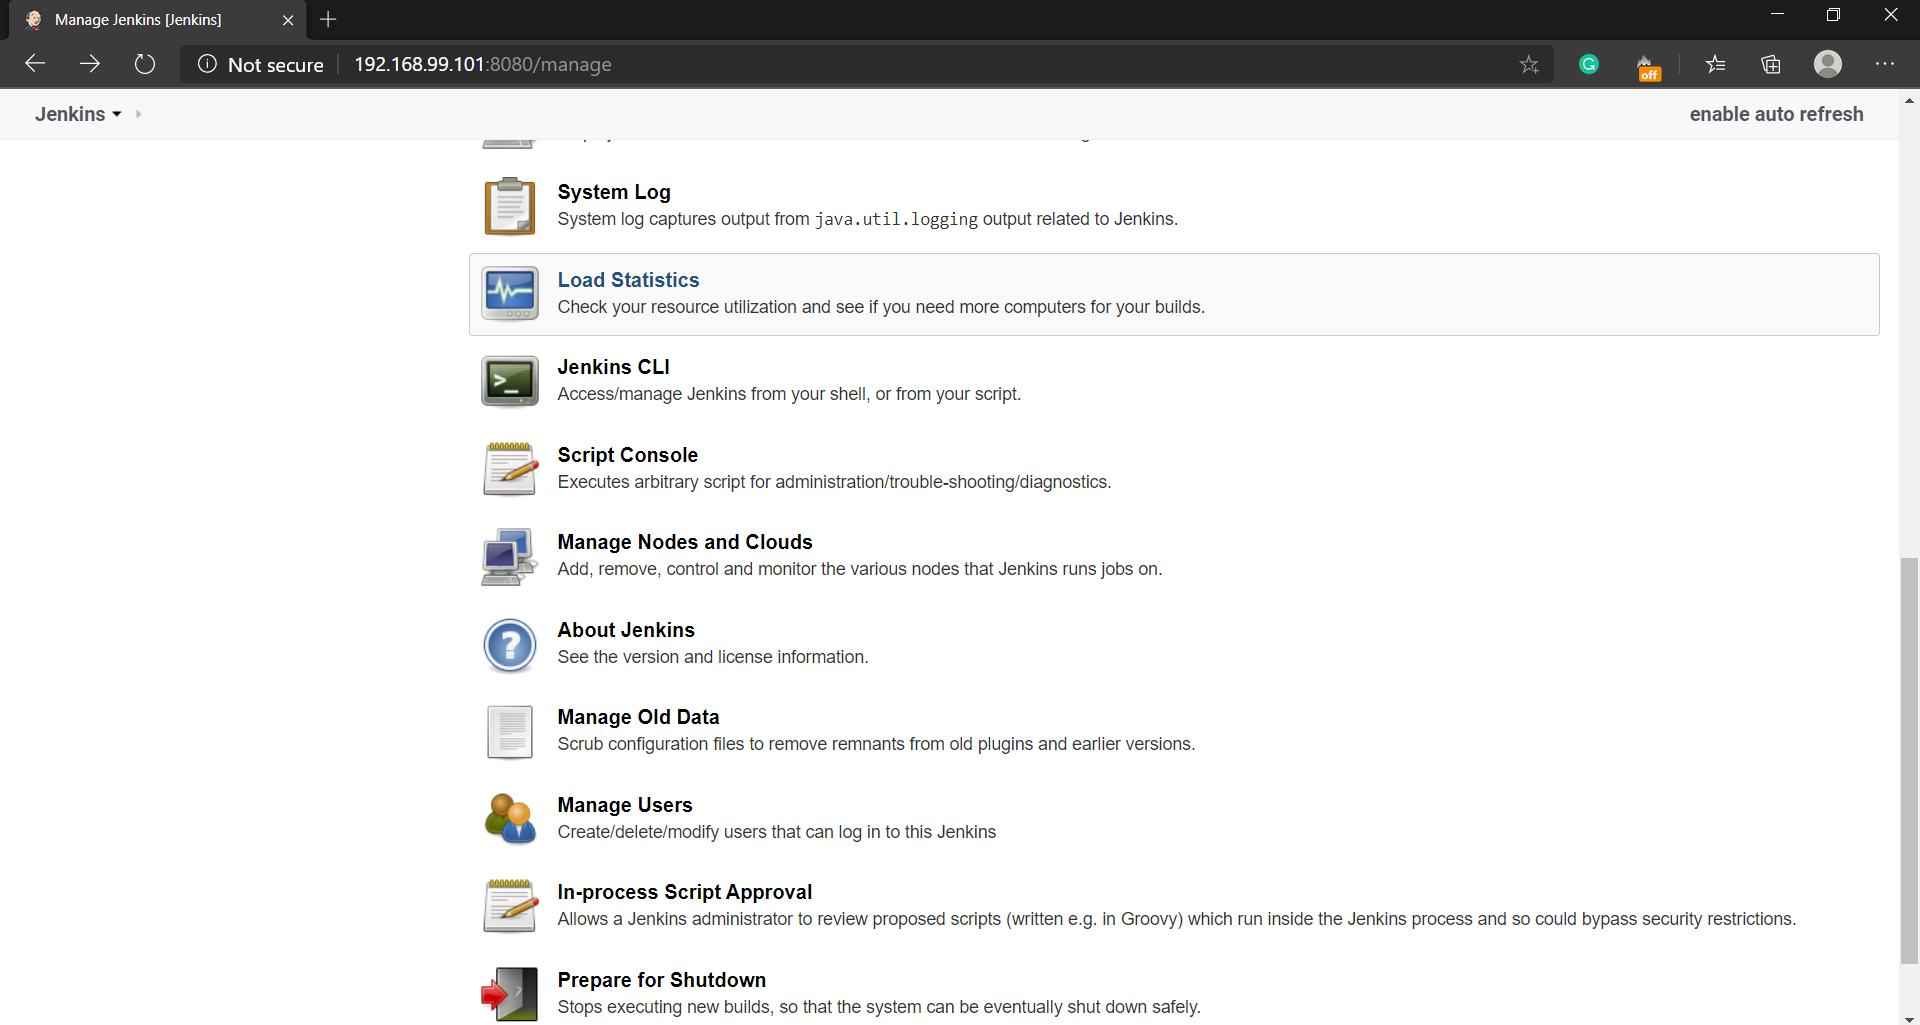 Manage Jenkins [Jenkins]
Not secure
192.168.99.101:8080/manage
G
off
Jenkins
enable auto refresh
System Log
System log captures output from java.util.logging output related to Jenkins.
Load Statistics
Check your resource utilization and see if you need more computers for your builds.
Jenkins CLI
Access/manage Jenkins from your shell, or from your script.
Script Console
Executes arbitrary script for administration/trouble-shooting/diagnostics.
Manage Nodes and Clouds
Add, remove, control and monitor the various nodes that Jenkins runs jobs on.
About Jenkins
See the version and license information.
Manage Old Data
Scrub configuration files to remove remnants from old plugins and earlier versions.
Manage Users
Create/delete/modify users that can log in to this Jenkins
In-process Script Approval
Allows a Jenkins administrator to review proposed scripts (written e.g. in Groovy) which run inside the Jenkins process and so could bypass security restrictions.
Prepare for Shutdown
Stops executing new builds, so that the system can be eventually shut down safely.